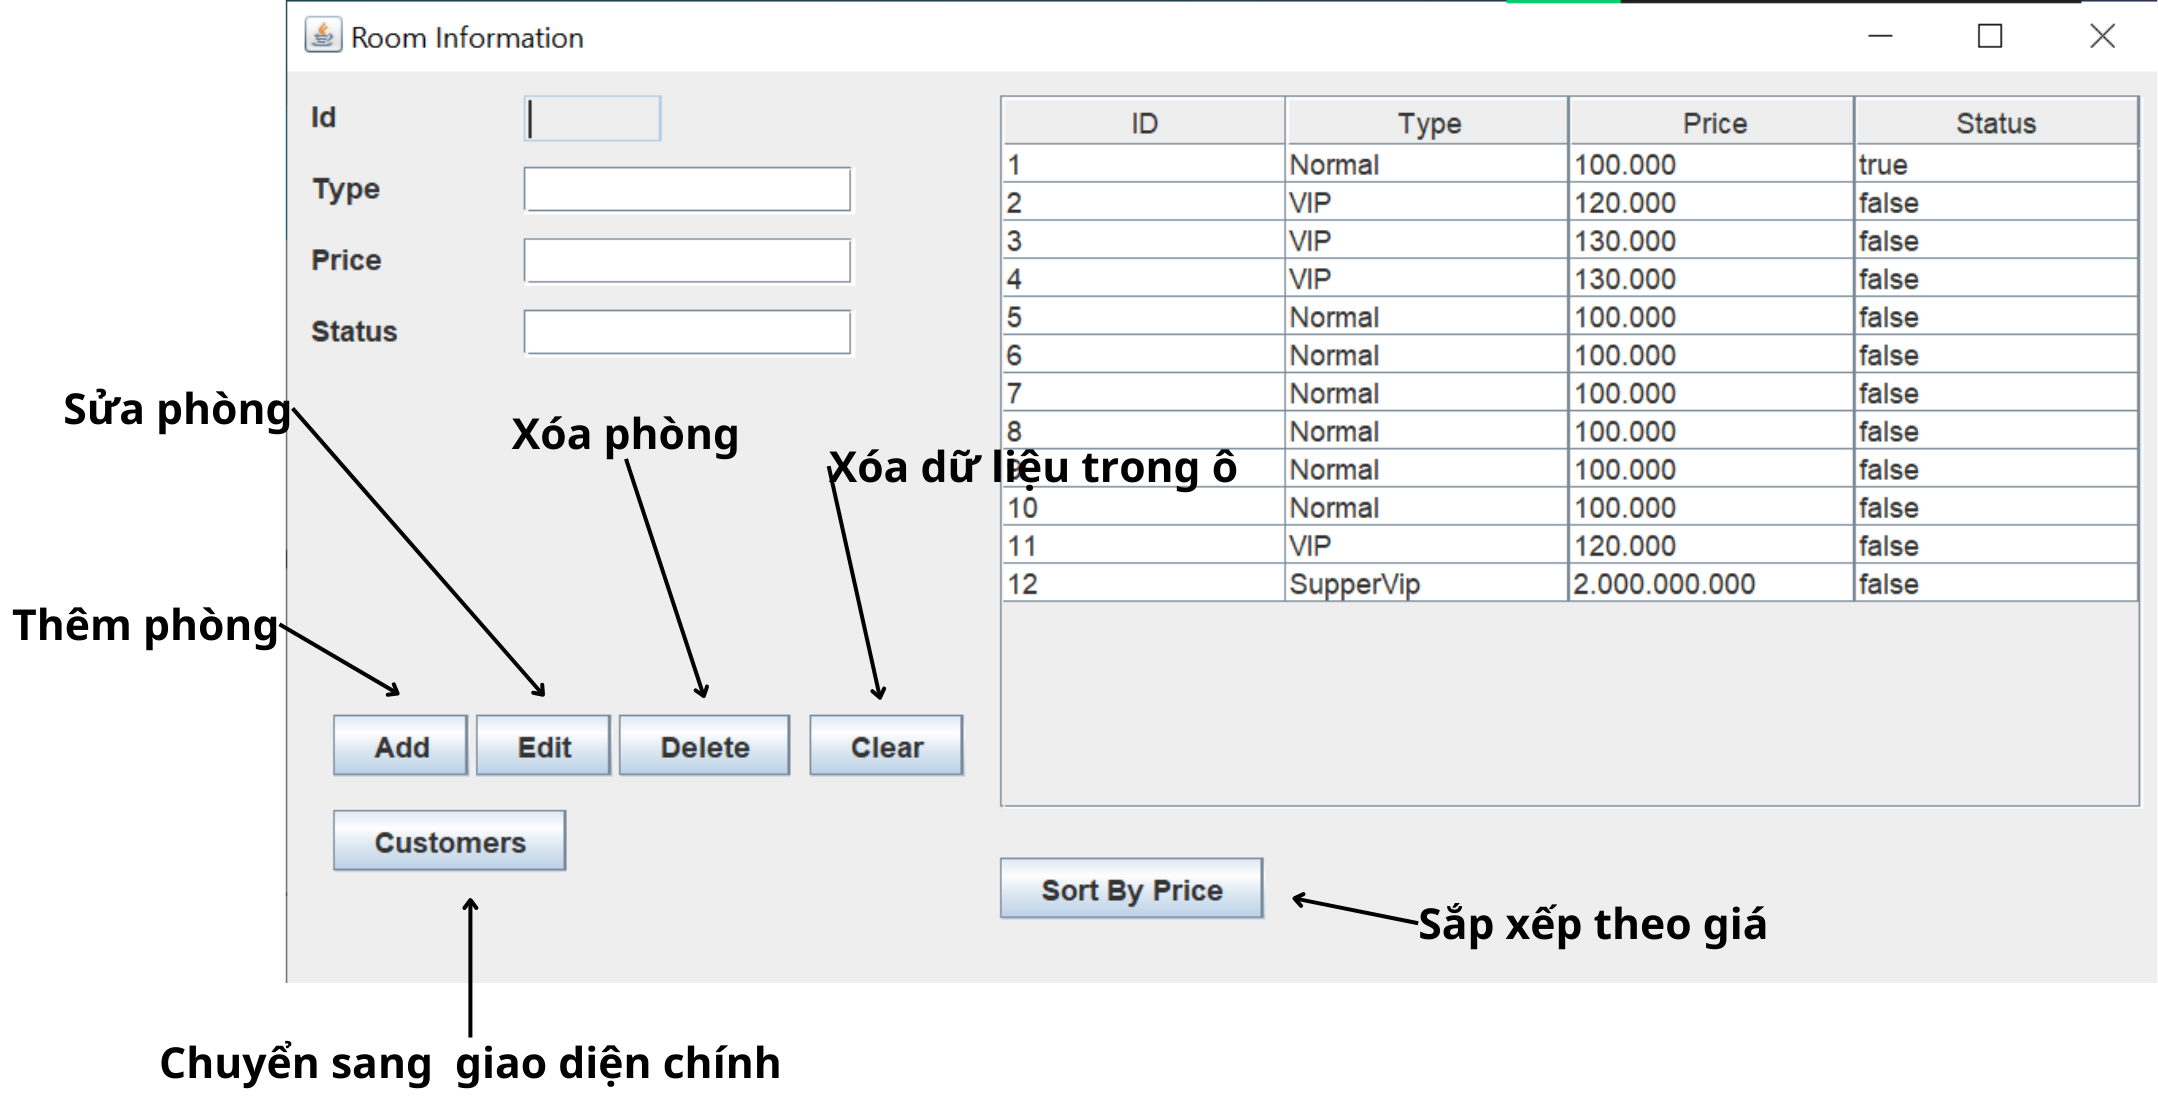 Room Information
Id
Type
Price
Status
ID Type Price Status
1 Normal 100.000 true
2 VIP 120.000 false
3 VIP 130.000 false
4 VIP 130.000 false
5 Normal 100.000 false
6 Normal 100.000 false
7 Normal 100.000 false
8 Normal 100.000 false
9 Normal 100.000 false
10 Normal 100.000 false
11 VIP 120.000 false
12 SupperVip 2.000.000.000 false
Sửa phòng
Xóa phòng
Xóa dữ liệu trong ô
Thêm phòng
Add Edit Delete Clear
Customers
Sort By Price
Sắp xếp theo giá
Chuyển sang giao diện chính